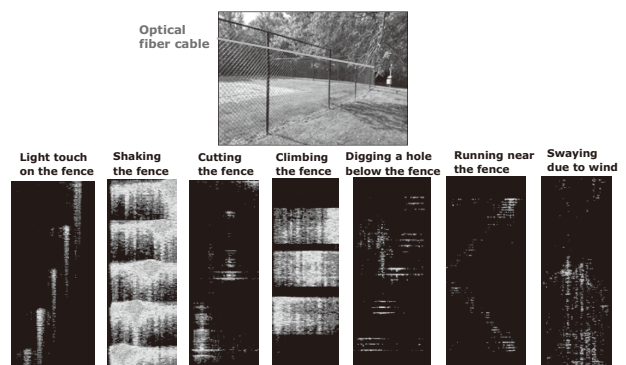 Optical
fiber cable
Light touch
on the fence
Shaking
the fence
Cutting
the fence
Climbing
the fence
Digging a hole
below the fence
Running near
the fence
Swaying
due to wind